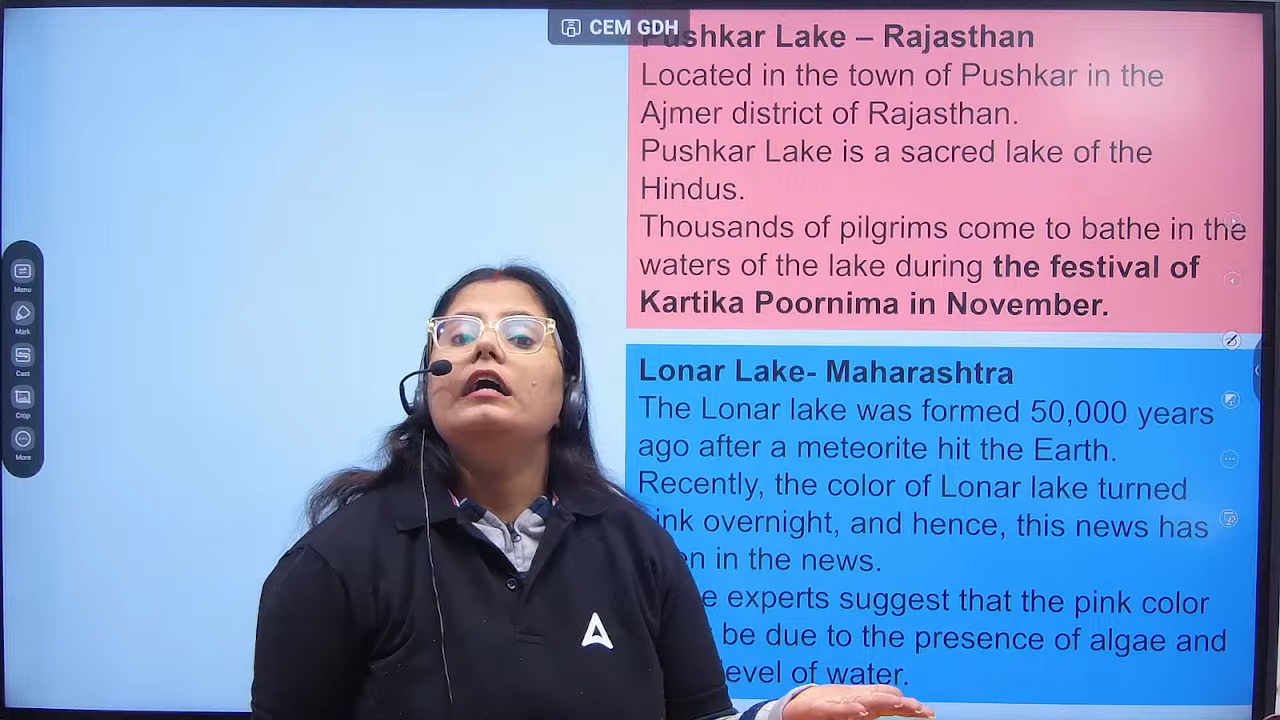 CEM GDH
Pushkar Lake – Rajasthan
Located in the town of Pushkar in the
Ajmer district of Rajasthan.
Pushkar Lake is a sacred lake of the
Hindus.
Thousands of pilgrims come to bathe in the
waters of the lake during the festival of
Kartika Poornima in November.
Menu
Mark
Cast
Crop
More
Lonar Lake- Maharashtra
The Lonar lake was formed 50,000 years
ago after a meteorite hit the Earth.
Recently, the color of Lonar lake turned
overnight, and hence, this news has
in the news.
experts suggest that the pink color
be due to the presence of algae and
of water.